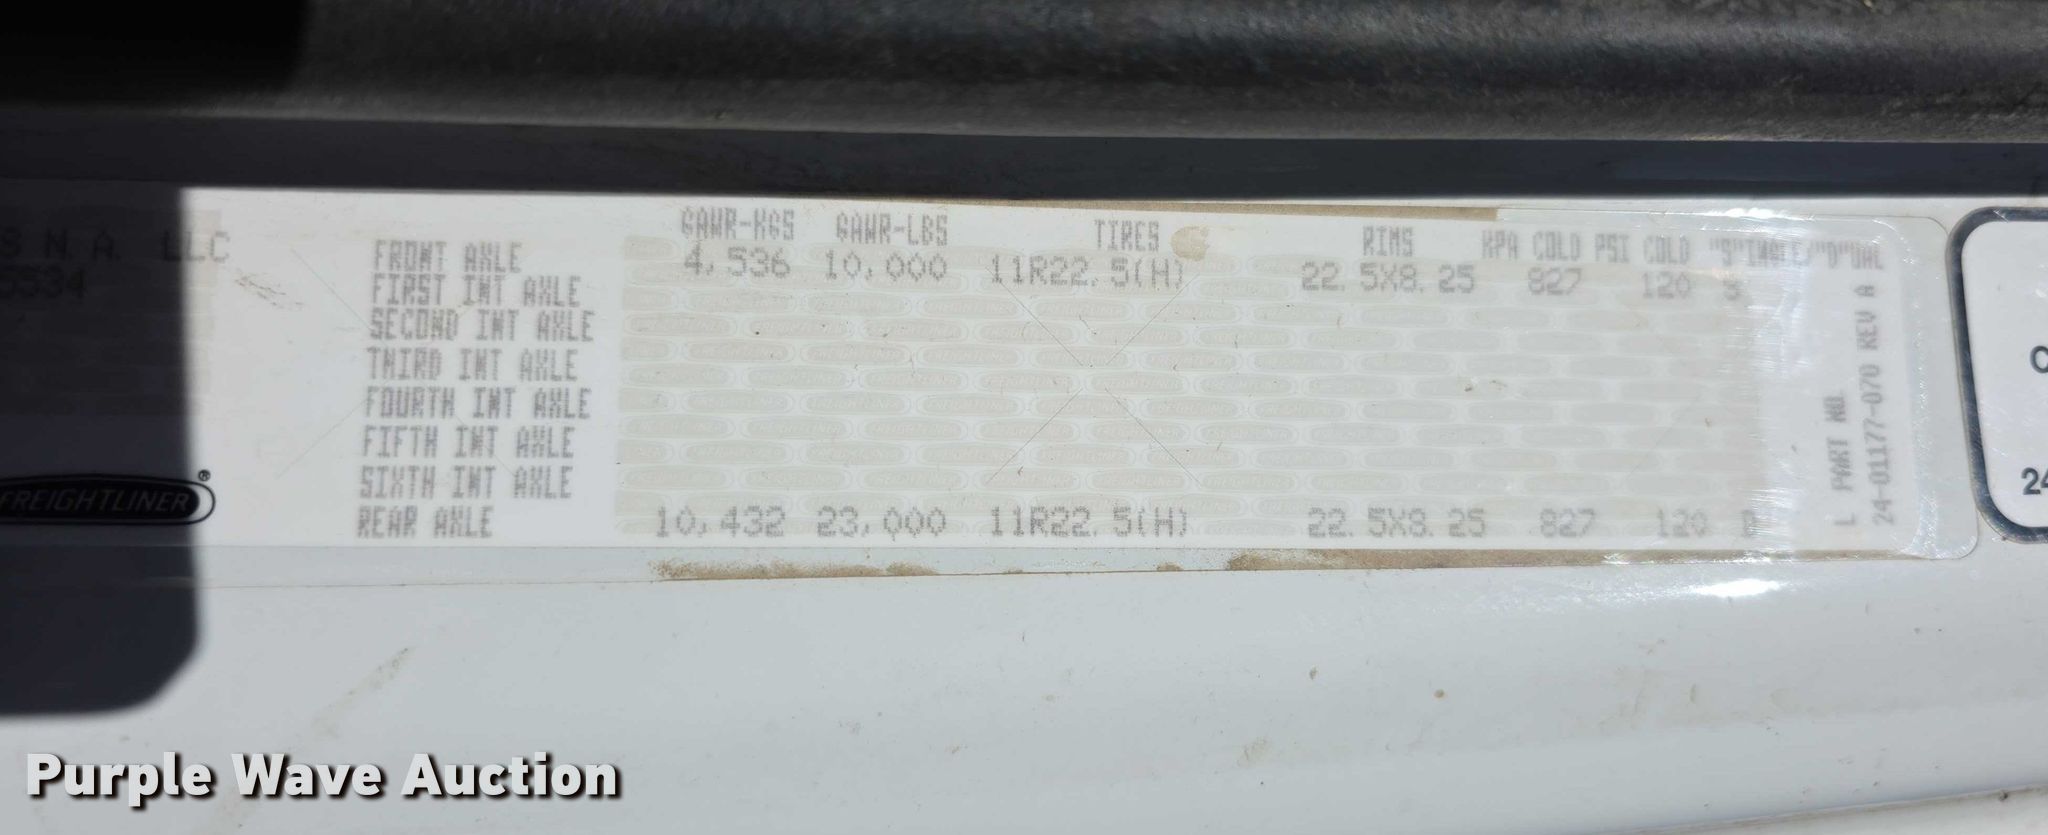 S N. A. LLC
5534
FREIGHTLINER®
GAWR-KGS GAWR-LBS TIRES RIMS KPA COLD PSI COLD "S"INGLE/"D"UAL
FRONT AXLE 4,536 10,000 11R22.5(H) 22.5X8.25 827 120 S
FIRST INT AXLE
SECOND INT AXLE
THIRD INT AXLE
FOURTH INT AXLE
FIFTH INT AXLE
SIXTH INT AXLE
REAR AXLE 10,432 23,000 11R22.5(H) 22.5X8.25 827 120 D
L PART NO.
24-01177-070 REV A
C
24
Purple Wave Auction